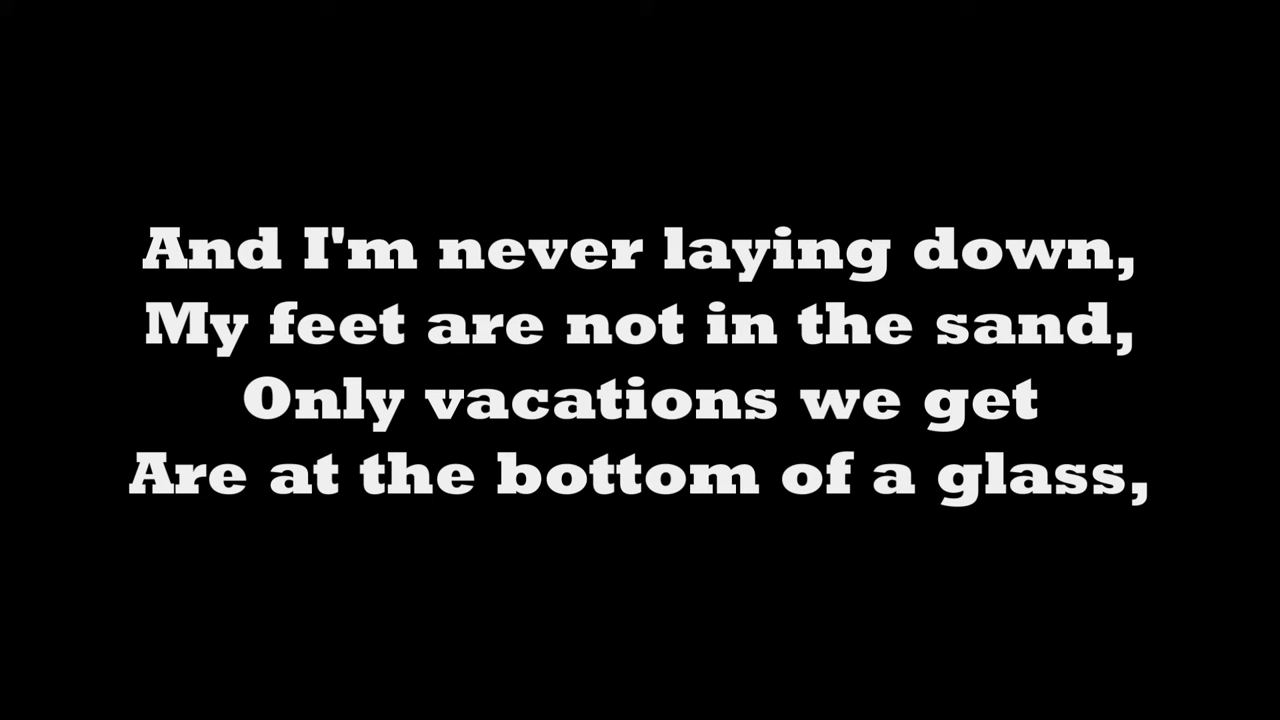 And I'm never laying down,
My feet are not in the sand,
Only vacations we get
Are at the bottom of a glass,